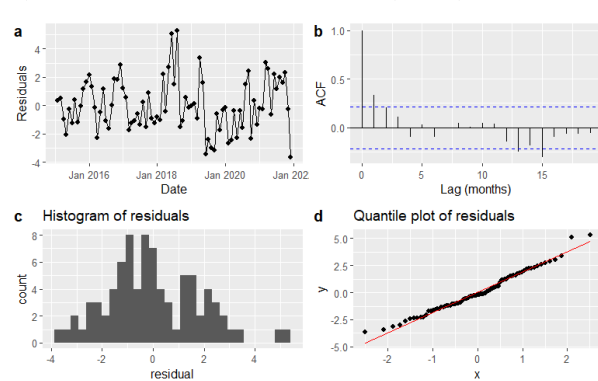 a
4
2
0
-2
-4
Residuals
Jan 2016
Jan 2018
Jan 2020
Jan 202
Date
b
1.0
0.5
0.0
ACF
0
5
10
15
Lag (months)
c Histogram of residuals
8
6
4
2
0
count
-4
-2
0
2
4
residual
d Quantile plot of residuals
5.0
2.5
0.0
-2.5
-5.0
y
-2
-1
0
1
2
x